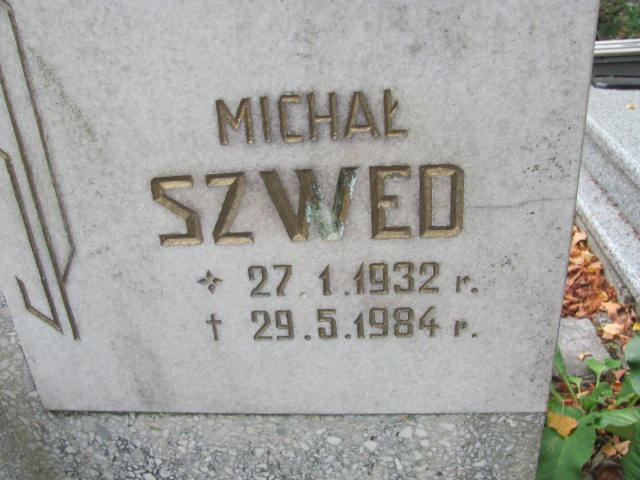 MICHAŁ
SZWED
27.1.1932 r.
✝ 29.5.1984 r.